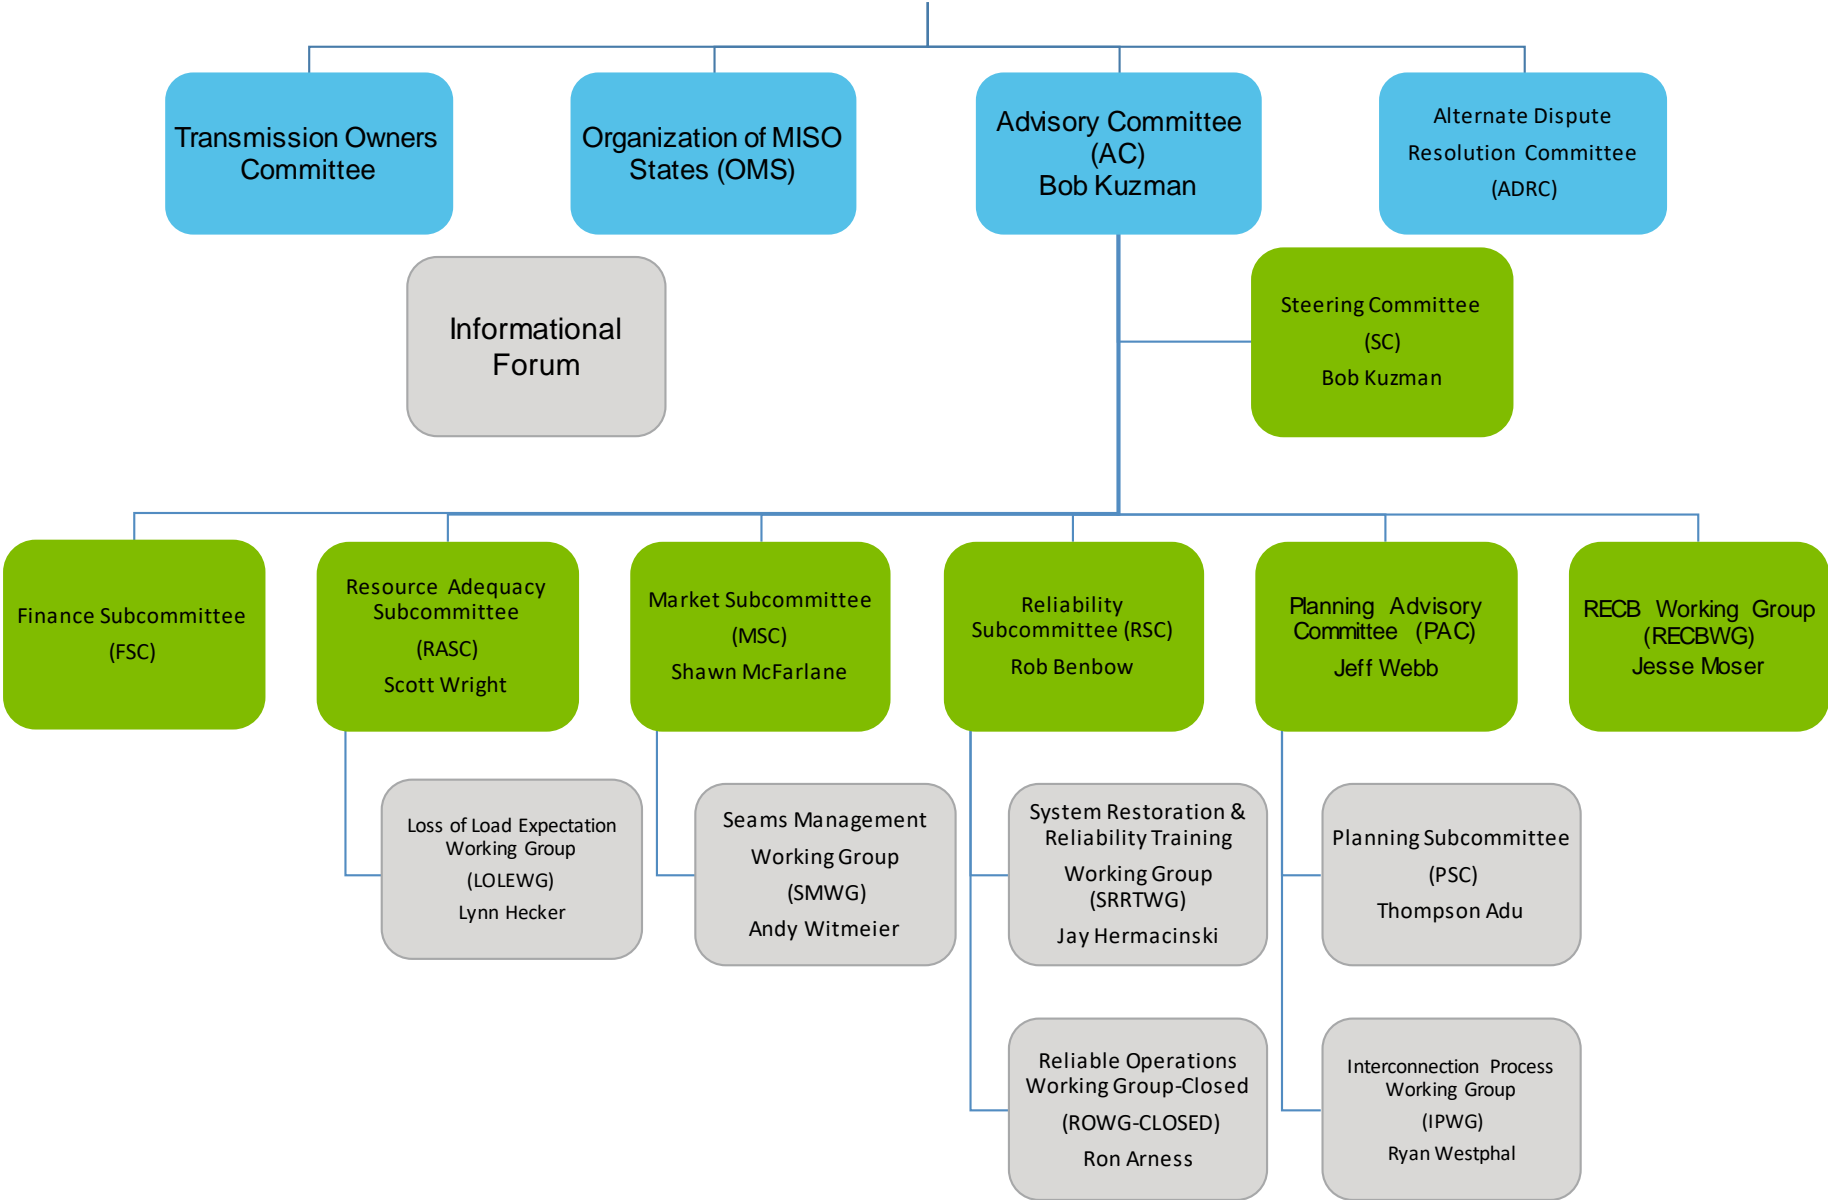 Transmission Owners
Committee
Organization of MISO
States (OMS)
Advisory Committee
(AC)
Bob Kuzman
Alternate Dispute
Resolution Committee
(ADRC)
Informational
Forum
Steering Committee
(SC)
Bob Kuzman
Finance Subcommittee
(FSC)
Resource Adequacy
Subcommittee
(RASC)
Scott Wright
Market Subcommittee
(MSC)
Shawn McFarlane
Reliability
Subcommittee (RSC)
Rob Benbow
Planning Advisory
Committee (PAC)
Jeff Webb
RECB Working Group
(RECBWG)
Jesse Moser
Loss of Load Expectation
Working Group
(LOLEWG)
Lynn Hecker
Seams Management
Working Group
(SMWG)
Andy Witmeier
System Restoration &
Reliability Training
Working Group
(SRRTWG)
Jay Hermacinski
Planning Subcommittee
(PSC)
Thompson Adu
Reliable Operations
Working Group-Closed
(ROWG-CLOSED)
Ron Arness
Interconnection Process
Working Group
(IPWG)
Ryan Westphal